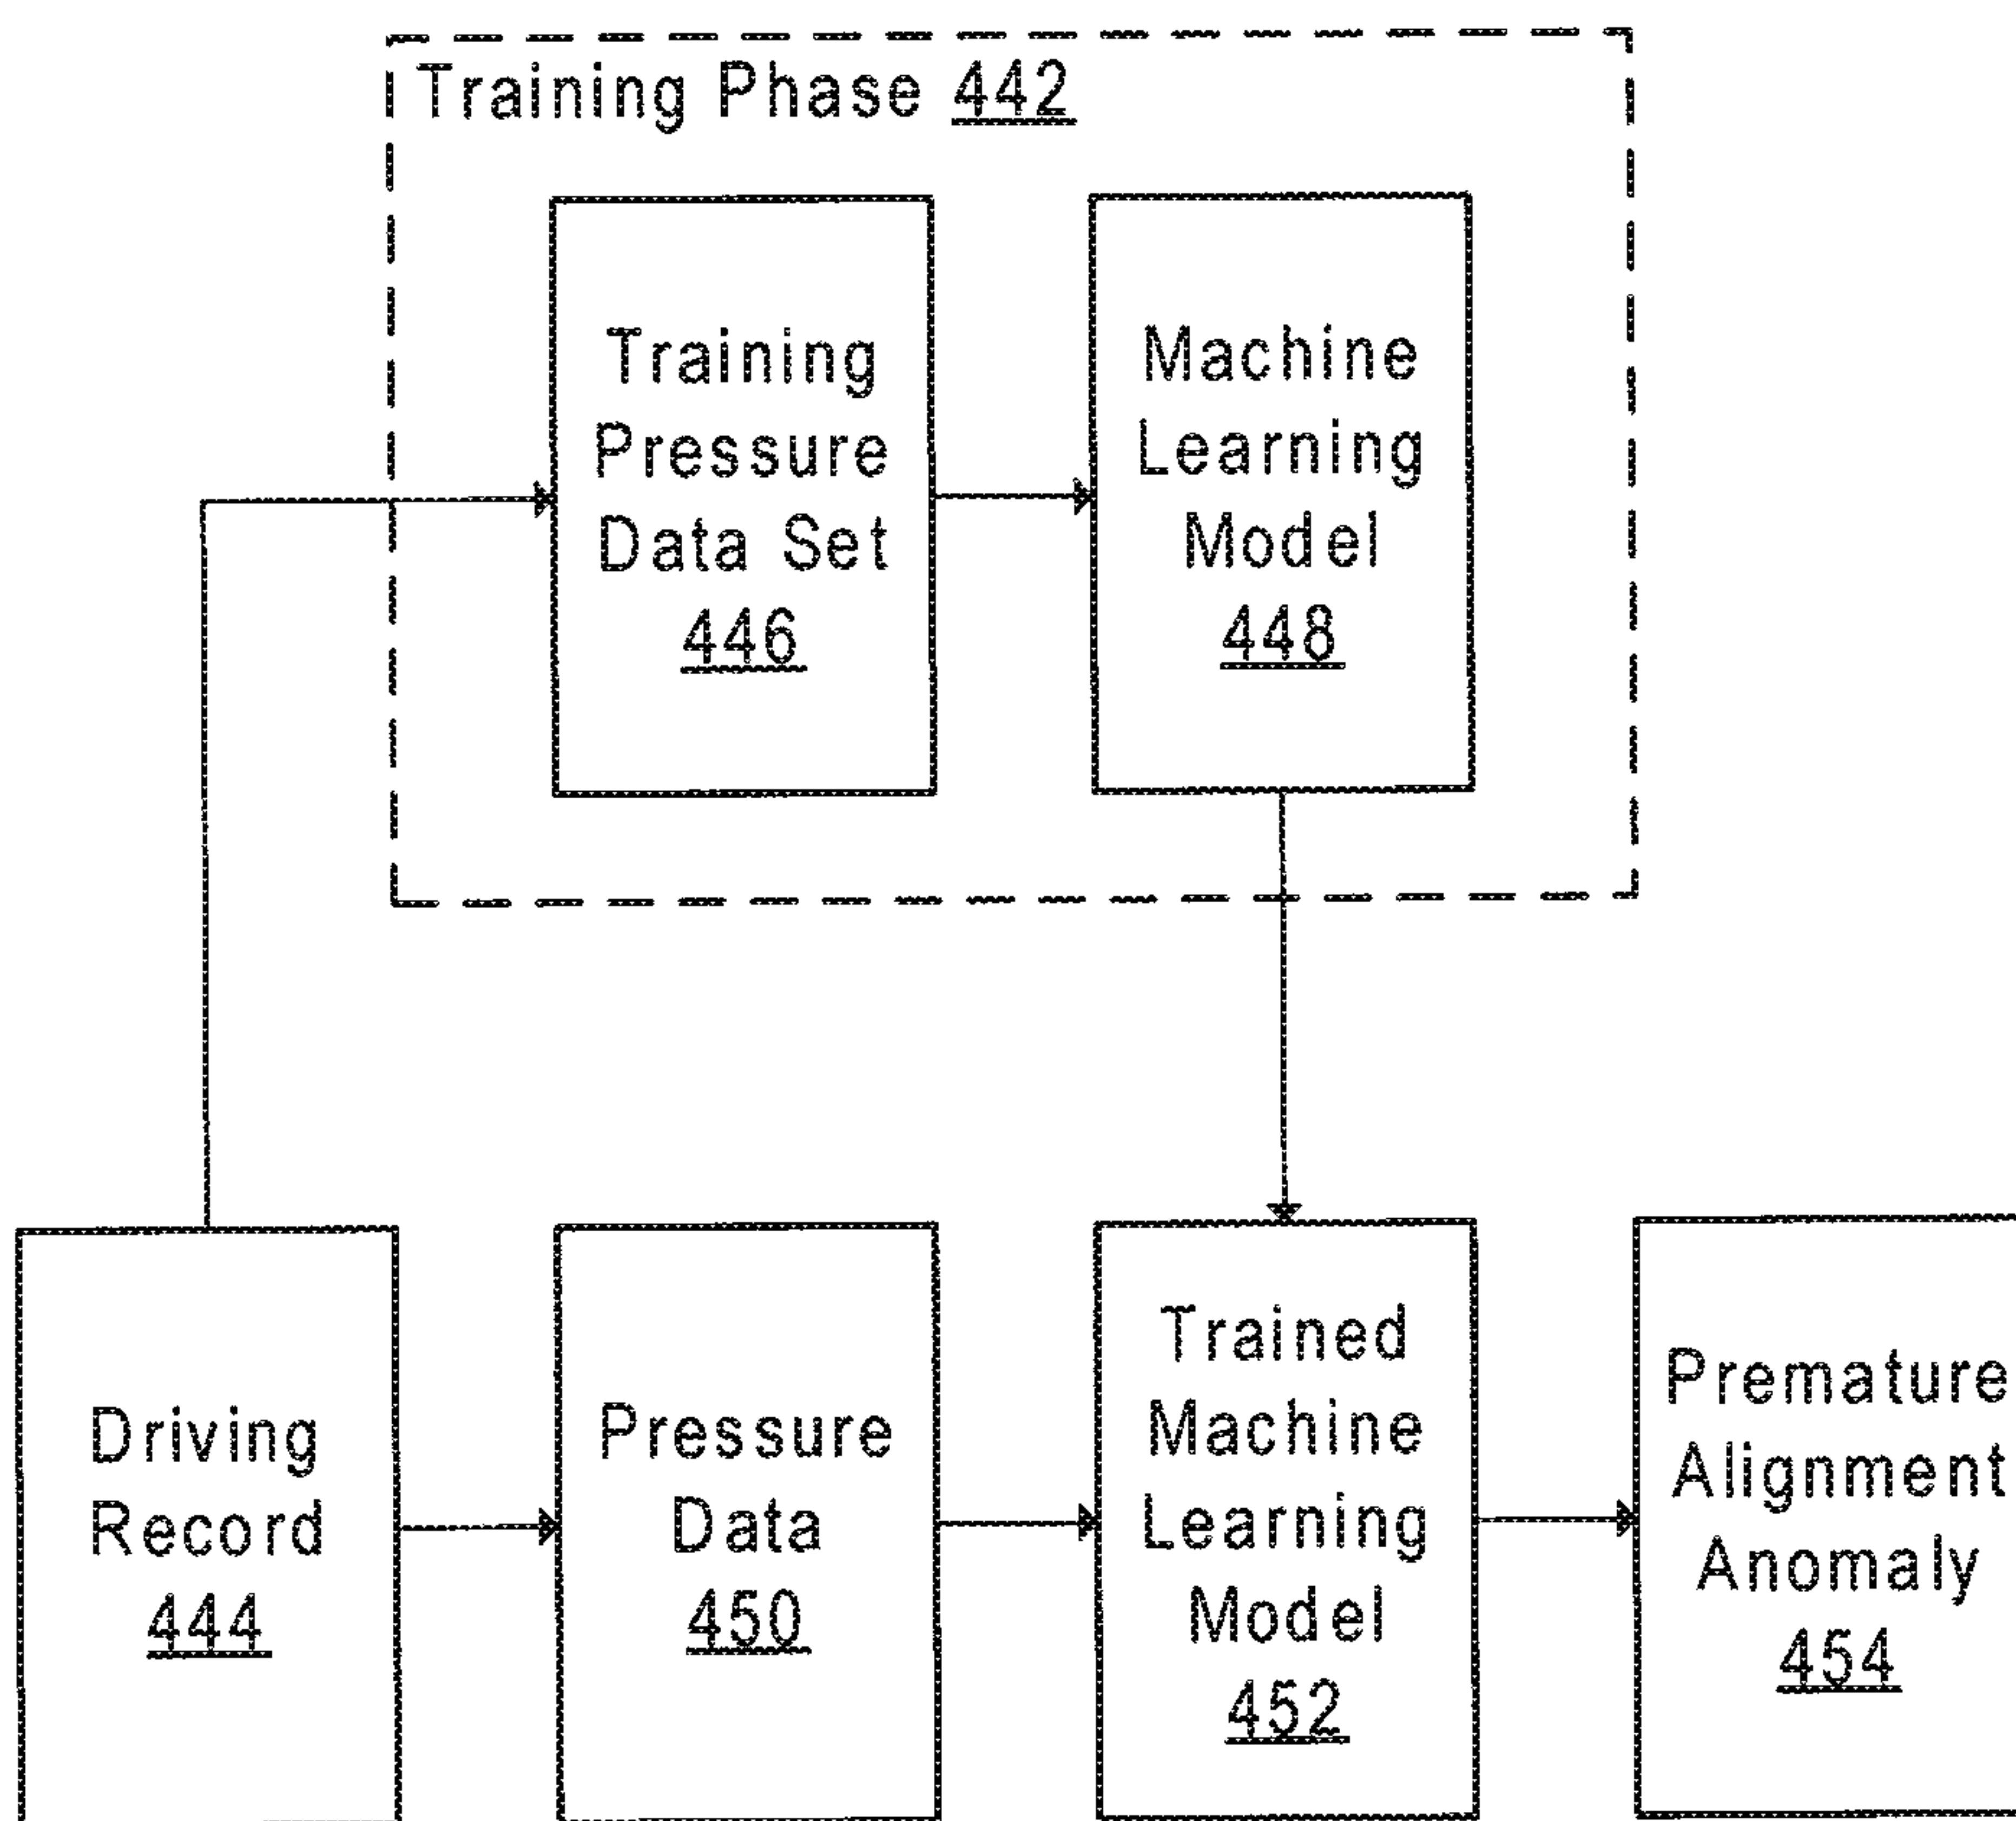 Training Phase 442
Training
Pressure
Data Set
446
Machine
Learning
Model
448
Driving
Record
444
Pressure
Data
450
Trained
Machine
Learning
Model
452
Premature
Alignment
Anomaly
454